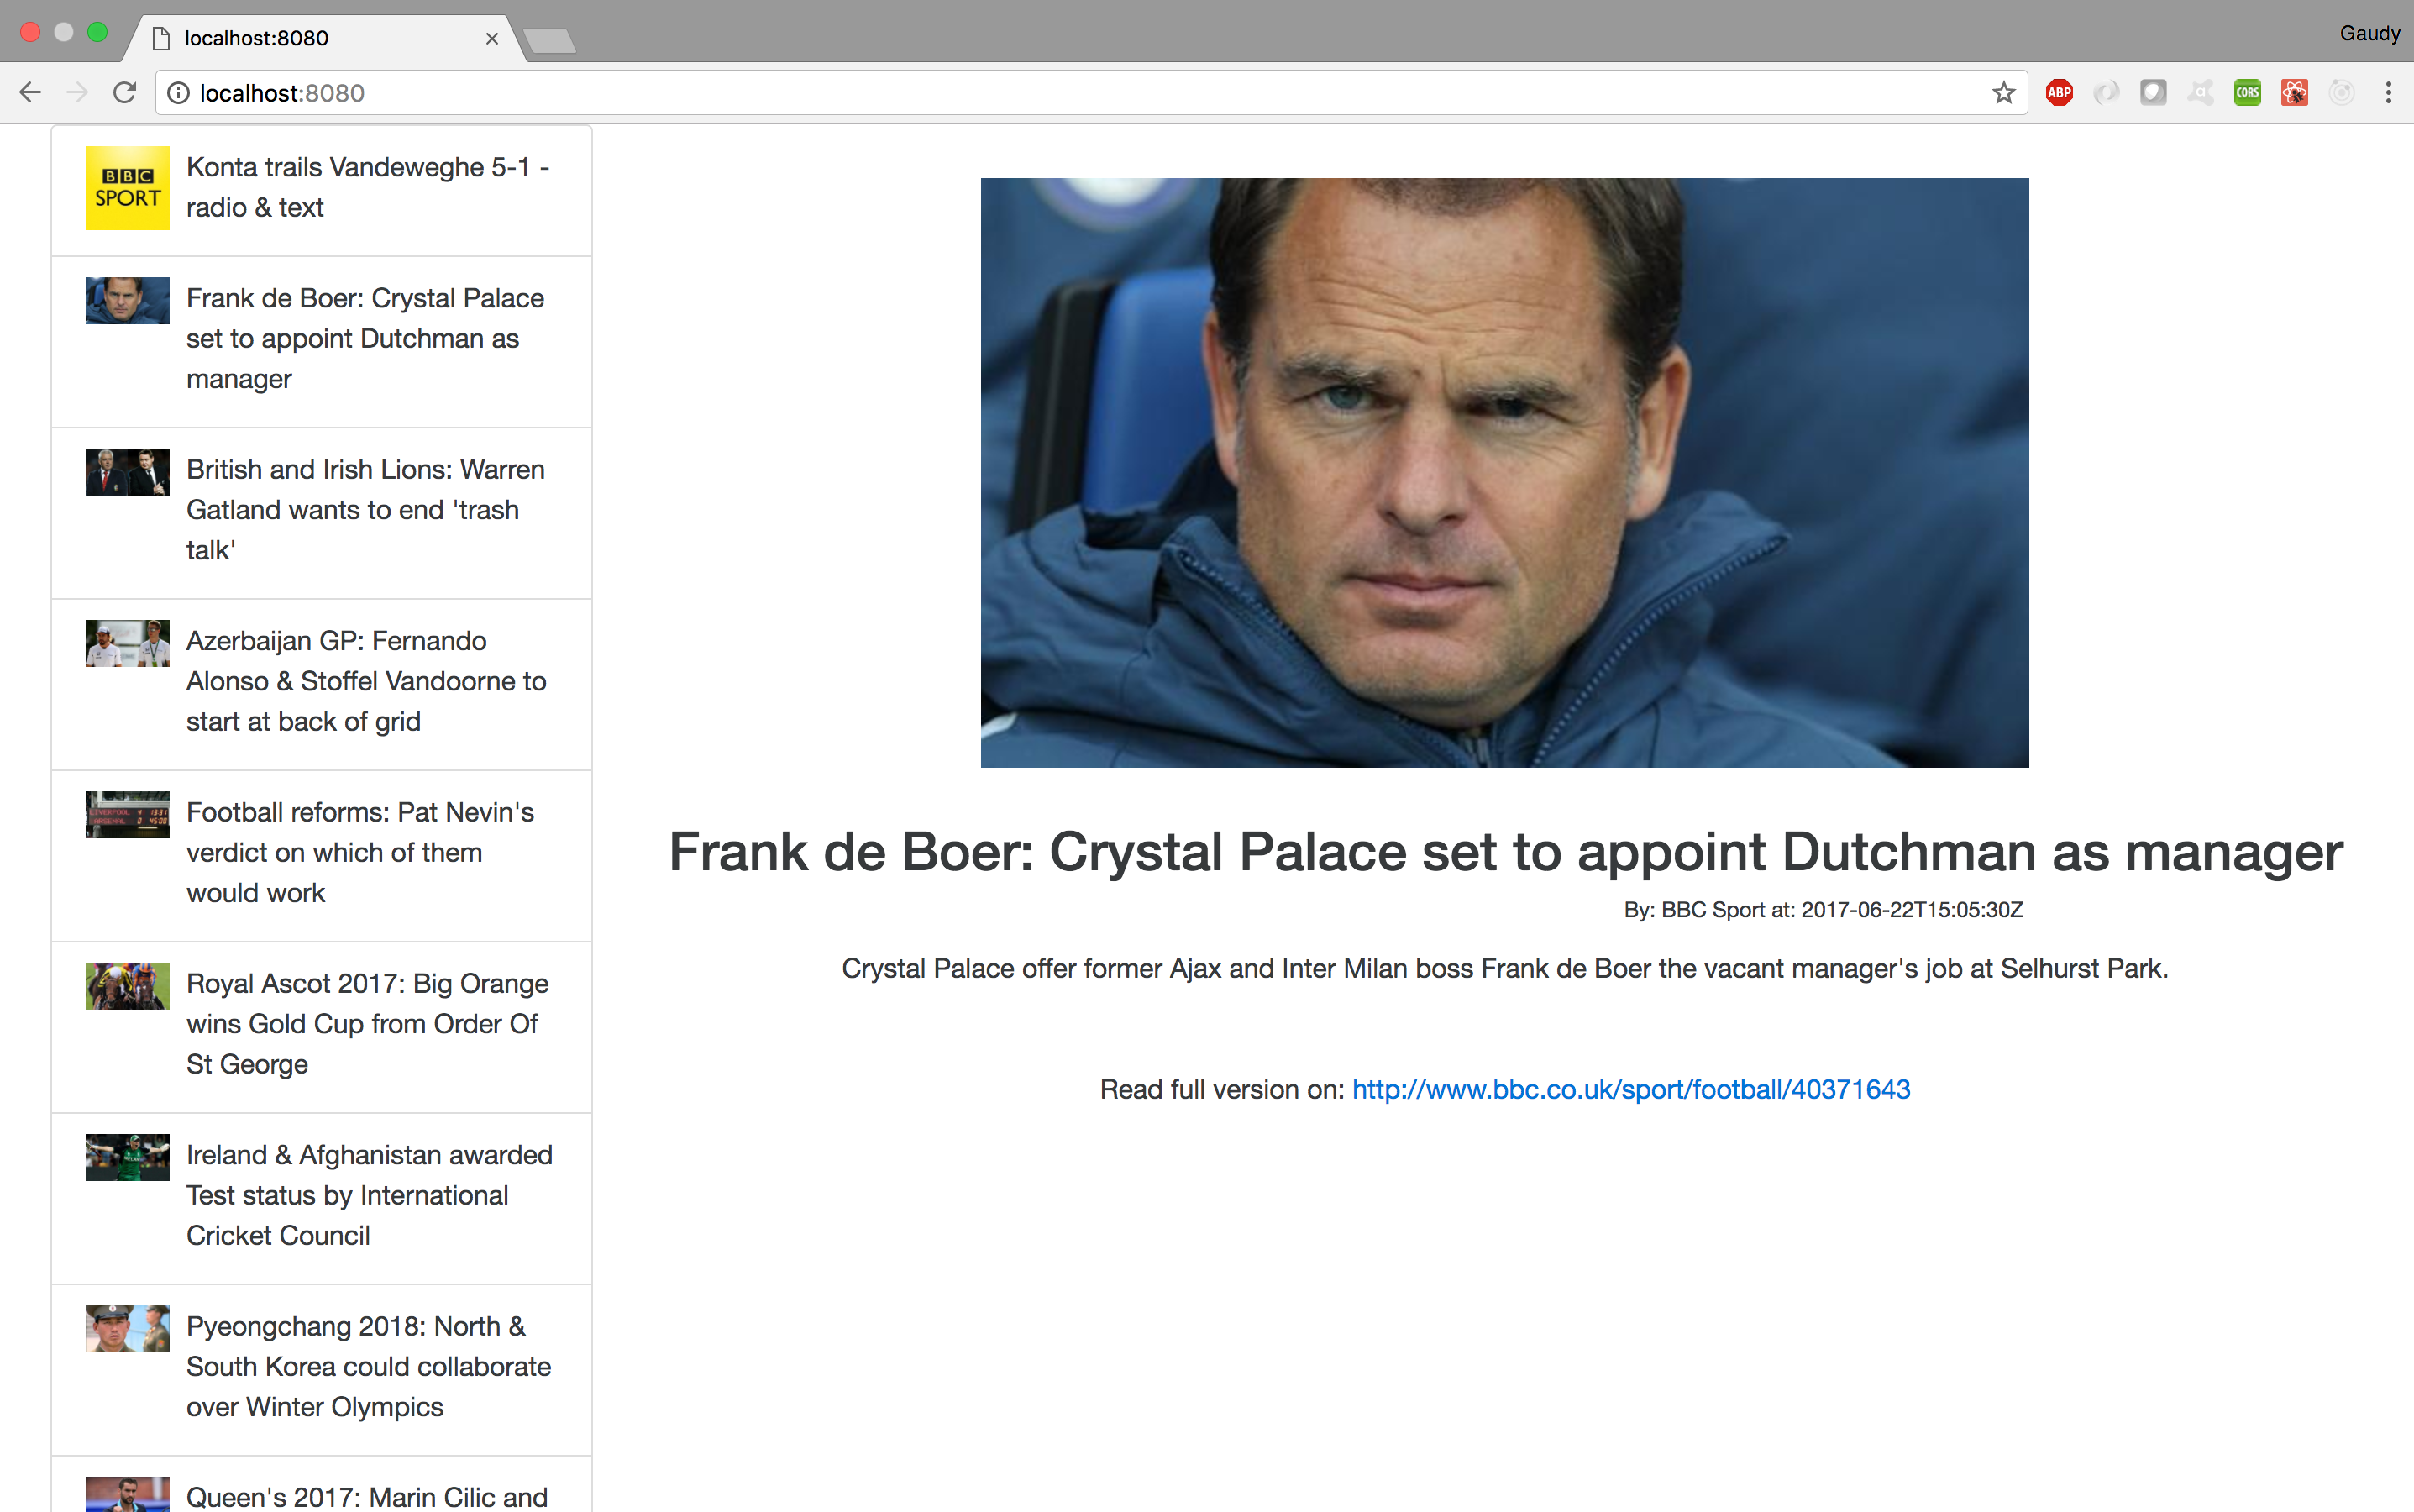 localhost:8080
Gaudy
localhost:8080
ABP
CORS
BBC
SPORT
Konta trails Vandeweghe 5-1 -
radio & text
Frank de Boer: Crystal Palace
set to appoint Dutchman as
manager
British and Irish Lions: Warren
Gatland wants to end 'trash
talk'
Azerbaijan GP: Fernando
Alonso & Stoffel Vandoorne to
start at back of grid
LIVERPOOL 4 1331
ARSENAL 0 4500
Football reforms: Pat Nevin's
verdict on which of them
would work
Royal Ascot 2017: Big Orange
wins Gold Cup from Order Of
St George
Ireland & Afghanistan awarded
Test status by International
Cricket Council
Pyeongchang 2018: North &
South Korea could collaborate
over Winter Olympics
Queen's 2017: Marin Cilic and
Frank de Boer: Crystal Palace set to appoint Dutchman as manager
By: BBC Sport at: 2017-06-22T15:05:30Z
Crystal Palace offer former Ajax and Inter Milan boss Frank de Boer the vacant manager's job at Selhurst Park.
Read full version on: http://www.bbc.co.uk/sport/football/40371643